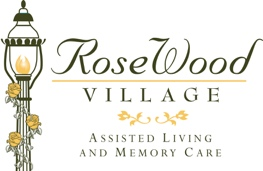 RoseWood
VILLAGE
ASSISTED LIVING
AND MEMORY CARE